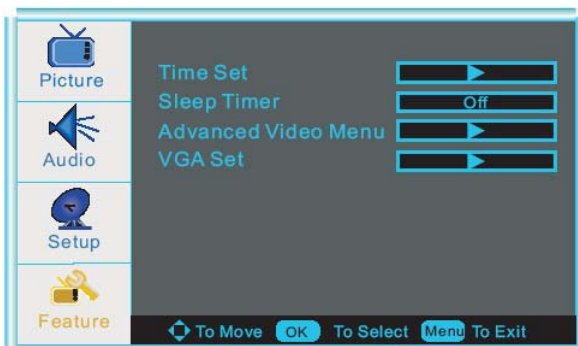 Picture
Audio
Setup
Feature
Time Set
Sleep Timer Off
Advanced Video Menu
VGA Set
To Move OK To Select Menu To Exit